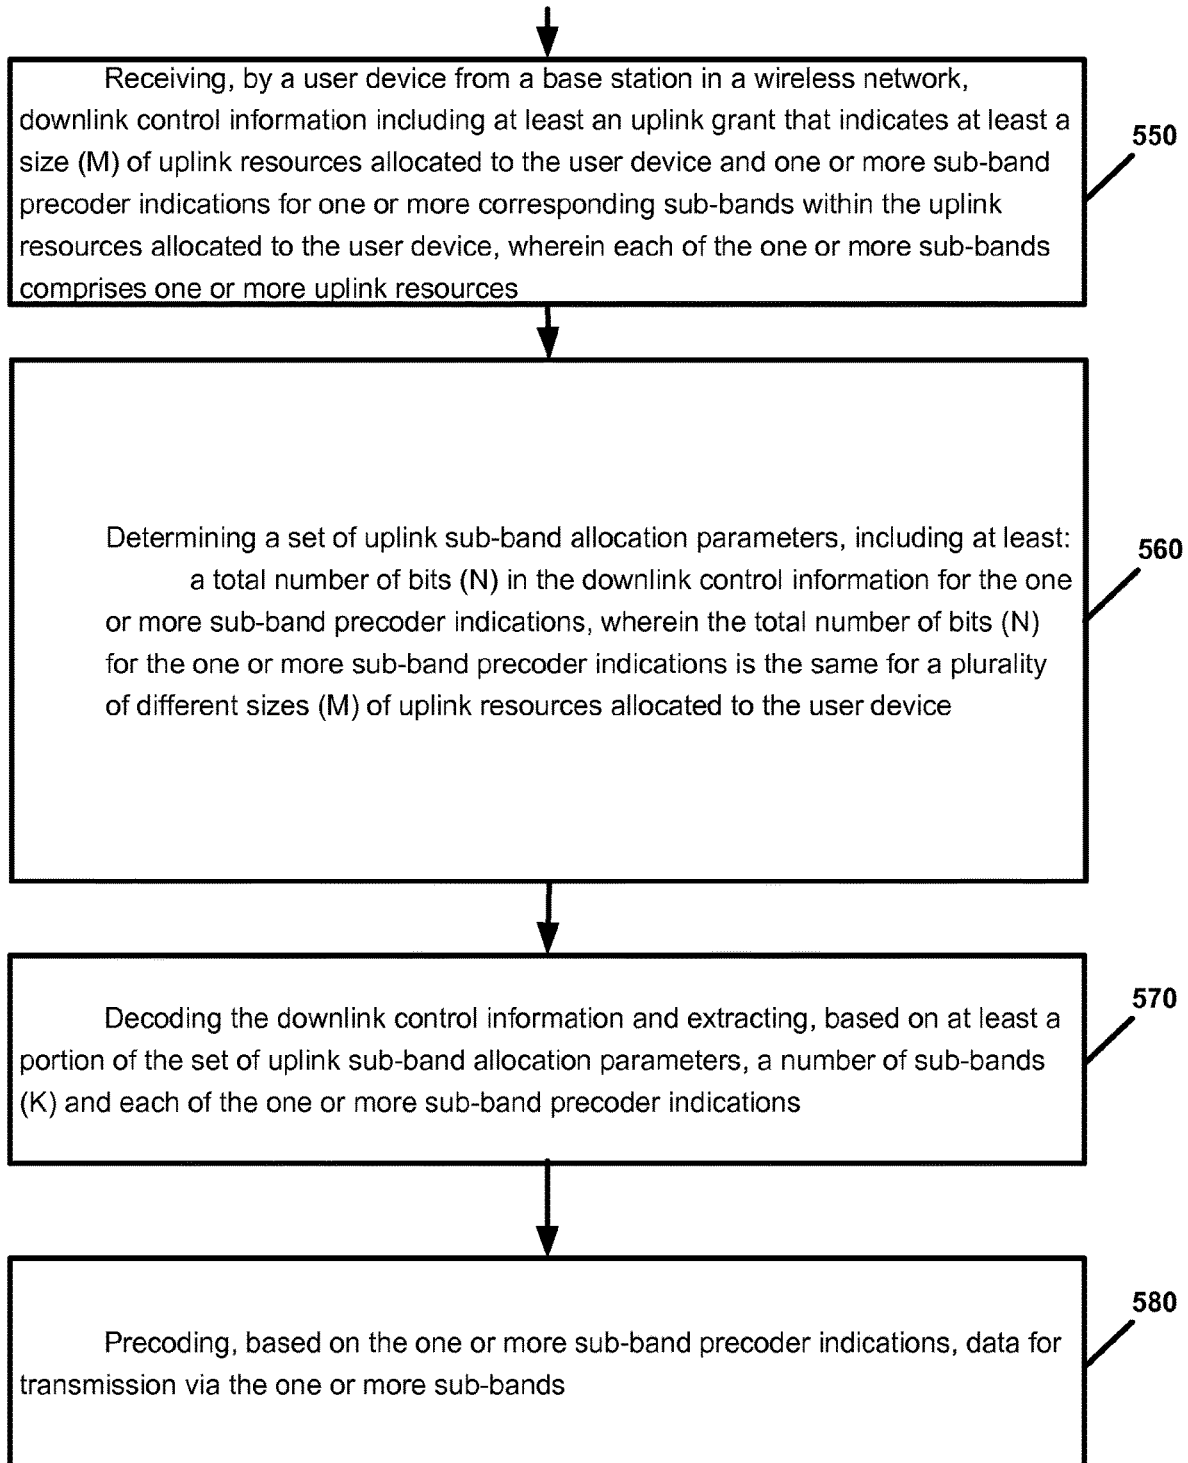 Receiving, by a user device from a base station in a wireless network,
downlink control information including at least an uplink grant that indicates at least a
size (M) of uplink resources allocated to the user device and one or more sub-band
precoder indications for one or more corresponding sub-bands within the uplink
resources allocated to the user device, wherein each of the one or more sub-bands
comprises one or more uplink resources
550
Determining a set of uplink sub-band allocation parameters, including at least:
a total number of bits (N) in the downlink control information for the one
or more sub-band precoder indications, wherein the total number of bits (N)
for the one or more sub-band precoder indications is the same for a plurality
of different sizes (M) of uplink resources allocated to the user device
560
Decoding the downlink control information and extracting, based on at least a
portion of the set of uplink sub-band allocation parameters, a number of sub-bands
(K) and each of the one or more sub-band precoder indications
570
Precoding, based on the one or more sub-band precoder indications, data for
transmission via the one or more sub-bands
580